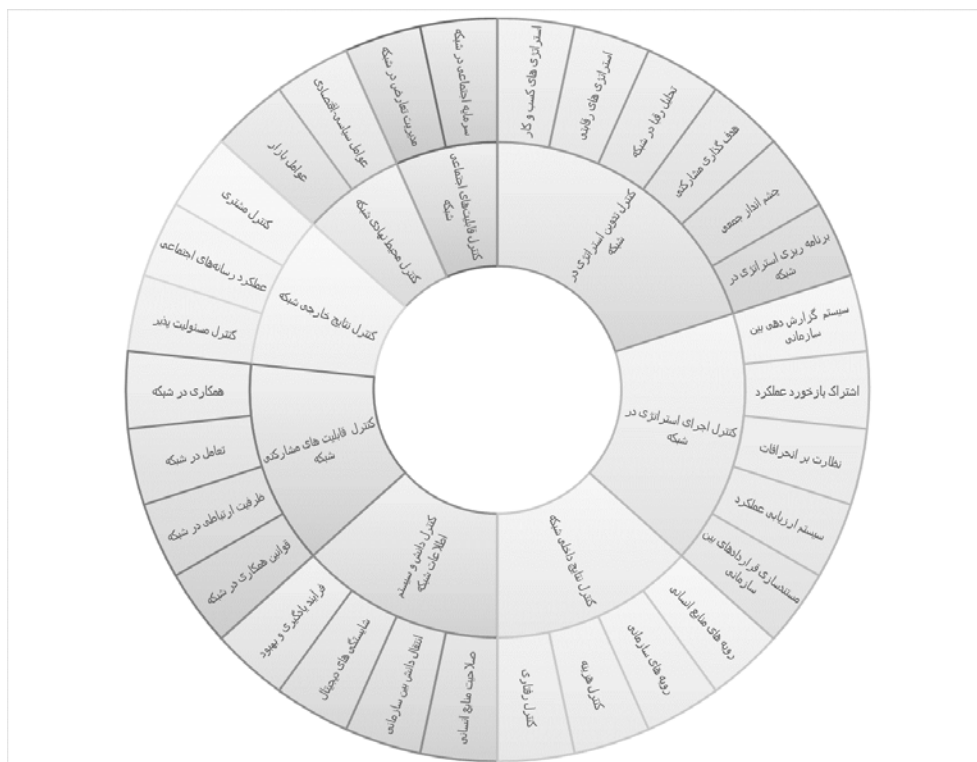 استراتژی های کسب و کار
استراتژی های رقابتی
تحلیل رقبا در شبکه
هدف گذاری مشارکتی
چشم انداز جمعی
برنامه ریزی استراتژی در
شبکه
کنترل تدوین استراتژی در
شبکه
سیستم گزارش دهی بین
سازمانی
اشتراک بازخورد عملکرد
نظارت بر انحرافات
سیستم ارزیابی عملکرد
مستندسازی قراردادهای بین
سازمانی
کنترل اجرای استراتژی در
شبکه
رویه های منابع انسانی
رویه های سازمانی
کنترل هزینه
کنترل رفتاری
کنترل نتایج داخلی شبکه
صلاحیت منابع انسانی
انتقال دانش بین سازمانی
شایستگی های دیجیتال
فرایند یادگیری و بهبود
کنترل دانش و سیستم
اطلاعات شبکه
قوانین همکاری در شبکه
ظرفیت ارتباطی در شبکه
تعامل در شبکه
همکاری در شبکه
کنترل قابلیت های مشارکتی
شبکه
کنترل مسئولیت پذیر
عملکرد رسانه‌های اجتماعی
کنترل مشتری
کنترل نتایج خارجی شبکه
عوامل بازار
عوامل سیاسی اقتصادی
کنترل محیط نهادی شبکه
مدیریت تعارض در شبکه
سرمایه اجتماعی در شبکه
کنترل قابلیت‌های اجتماعی
شبکه